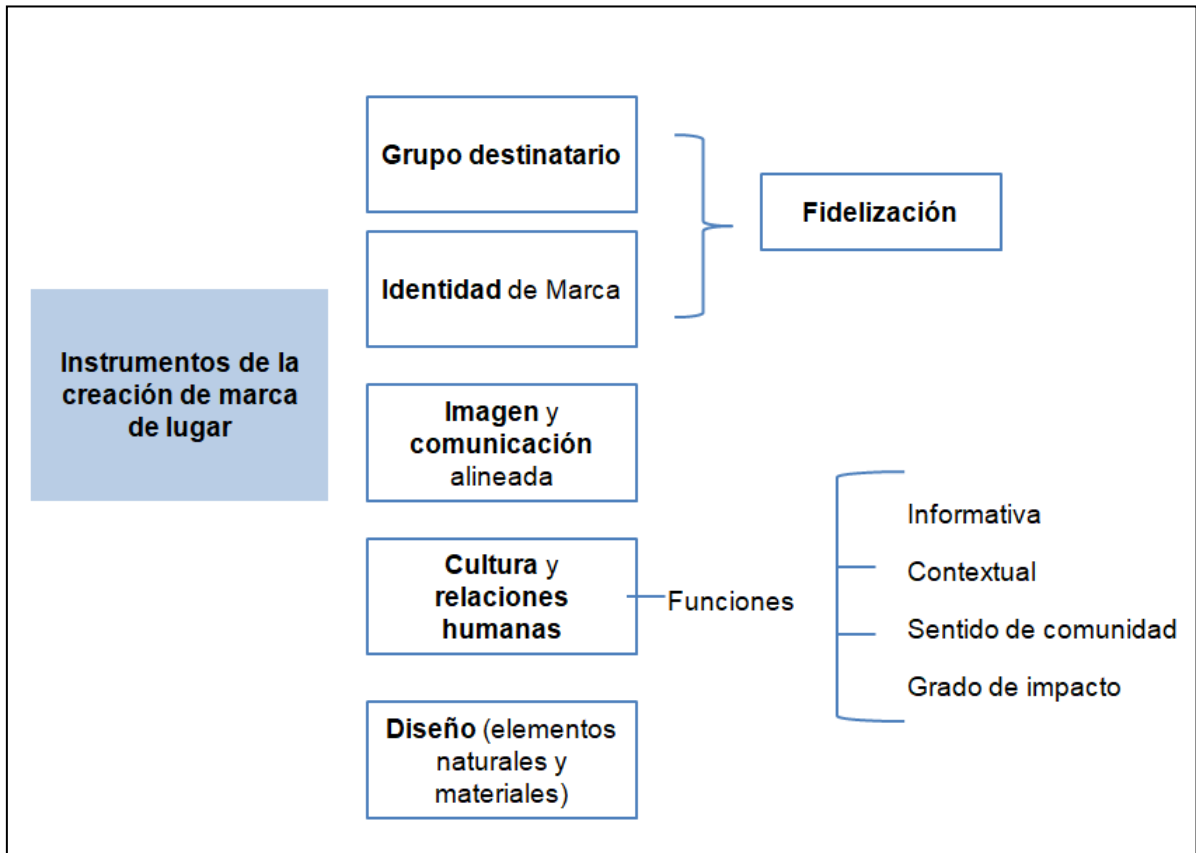 Instrumentos de la
creación de marca
de lugar
Grupo destinatario
Identidad de Marca
Fidelización
Imagen y
comunicación
alineada
Cultura y
relaciones
humanas
Funciones
Informativa
Contextual
Sentido de comunidad
Grado de impacto
Diseño (elementos
naturales y
materiales)